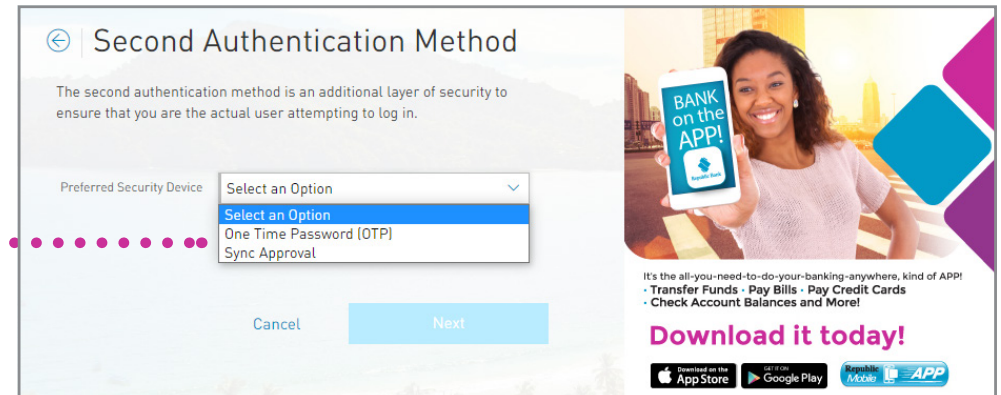 Second Authentication Method
The second authentication method is an additional layer of security to
ensure that you are the actual user attempting to log in.
Preferred Security Device
Select an Option
Select an Option
One Time Password (OTP)
Sync Approval
Cancel
Next
BANK
on the
APP!
Republic Bank
It's the all-you-need-to-do-your-banking-anywhere, kind of APP!
· Transfer Funds · Pay Bills · Pay Credit Cards
· Check Account Balances and More!
Download it today!
Download on the
App Store
GET IT ON
Google Play
Republic
Mobile
APP